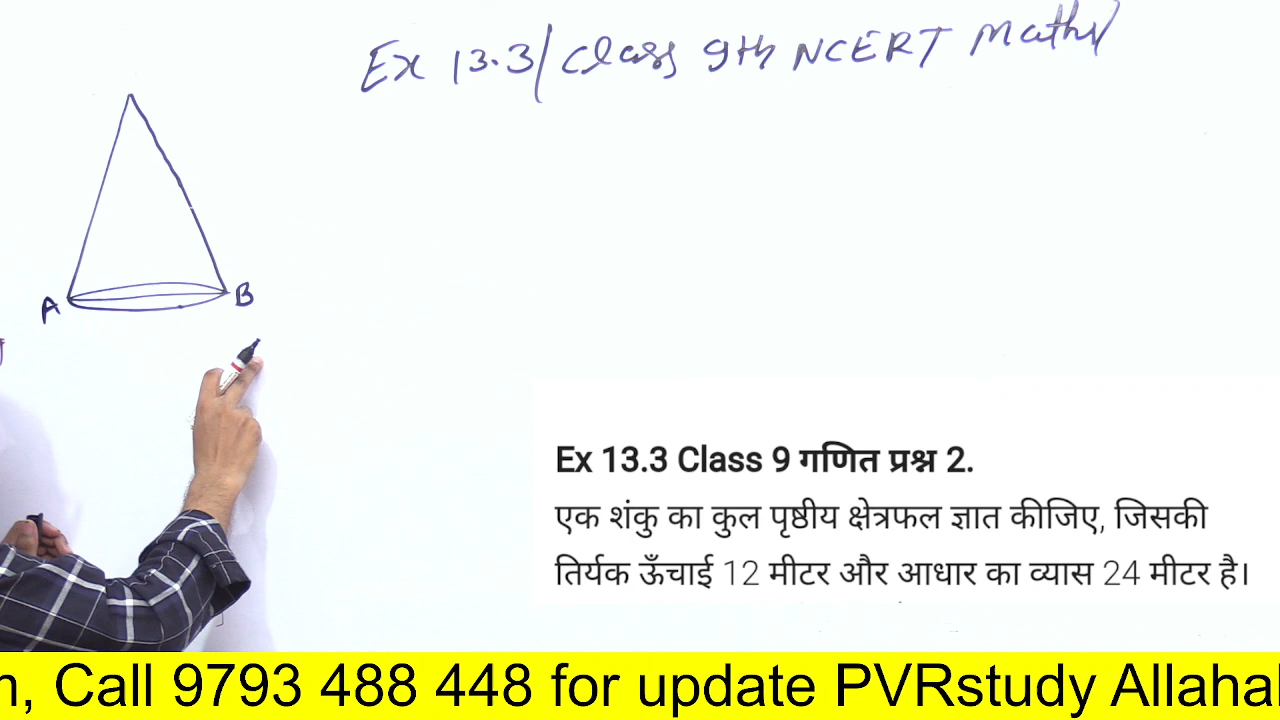 Ex 13.3/ Class 9th NCERT Maths
A
B
Ex 13.3 Class 9 गणित प्रश्न 2.
एक शंकु का कुल पृष्ठीय क्षेत्रफल ज्ञात कीजिए, जिसकी
तिर्यक ऊँचाई 12 मीटर और आधार का व्यास 24 मीटर है।
, Call 9793 488 448 for update PVRstudy